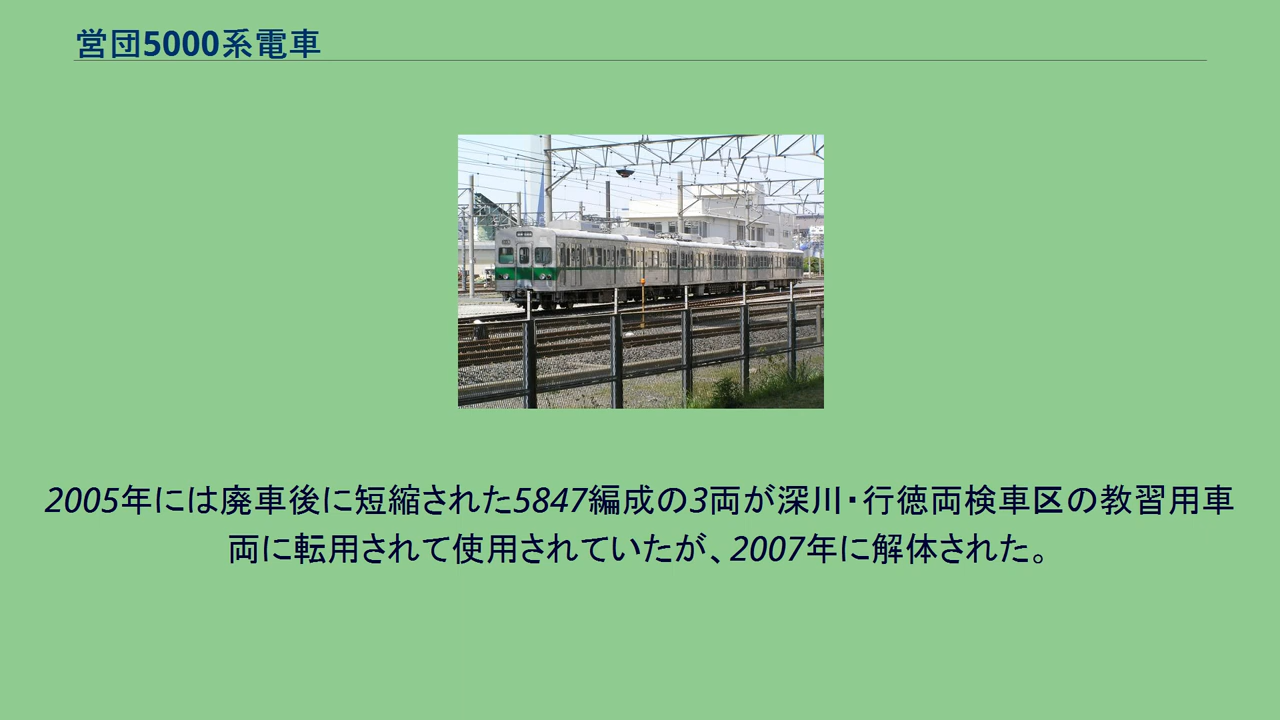 営団5000系電車
2005年には廃車後に短縮された5847編成の3両が深川・行徳両検車区の教習用車
両に転用されて使用されていたが、2007年に解体された。